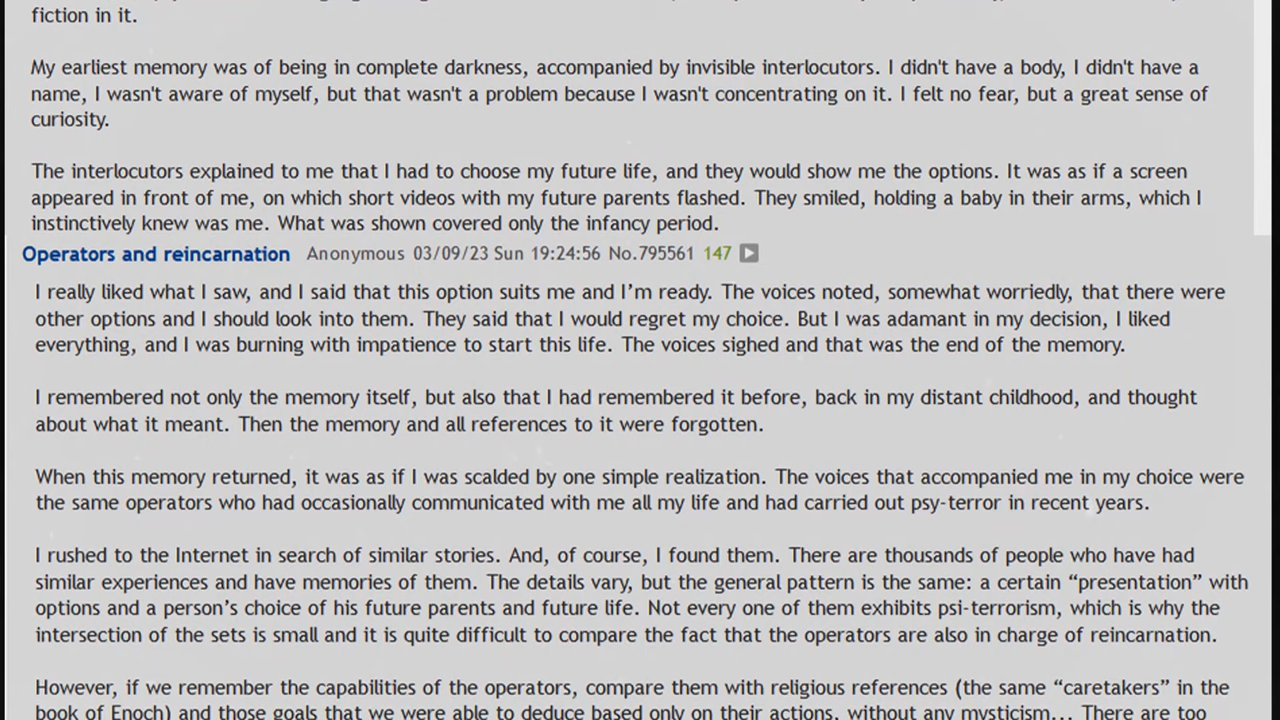 fiction in it.
My earliest memory was of being in complete darkness, accompanied by invisible interlocutors. I didn't have a body, I didn't have a
name, I wasn't aware of myself, but that wasn't a problem because I wasn't concentrating on it. I felt no fear, but a great sense of
curiosity.
The interlocutors explained to me that I had to choose my future life, and they would show me the options. It was as if a screen
appeared in front of me, on which short videos with my future parents flashed. They smiled, holding a baby in their arms, which I
instinctively knew was me. What was shown covered only the infancy period.
Operators and reincarnation Anonymous 03/09/23 Sun 19:24:56 No.795561 147
I really liked what I saw, and I said that this option suits me and I’m ready. The voices noted, somewhat worriedly, that there were
other options and I should look into them. They said that I would regret my choice. But I was adamant in my decision, I liked
everything, and I was burning with impatience to start this life. The voices sighed and that was the end of the memory.
I remembered not only the memory itself, but also that I had remembered it before, back in my distant childhood, and thought
about what it meant. Then the memory and all references to it were forgotten.
When this memory returned, it was as if I was scalded by one simple realization. The voices that accompanied me in my choice were
the same operators who had occasionally communicated with me all my life and had carried out psy-terror in recent years.
I rushed to the Internet in search of similar stories. And, of course, I found them. There are thousands of people who have had
similar experiences and have memories of them. The details vary, but the general pattern is the same: a certain “presentation” with
options and a person’s choice of his future parents and future life. Not every one of them exhibits psi-terrorism, which is why the
intersection of the sets is small and it is quite difficult to compare the fact that the operators are also in charge of reincarnation.
However, if we remember the capabilities of the operators, compare them with religious references (the same “caretakers” in the
book of Enoch) and those goals that we were able to deduce based only on their actions, without any mysticism... There are too